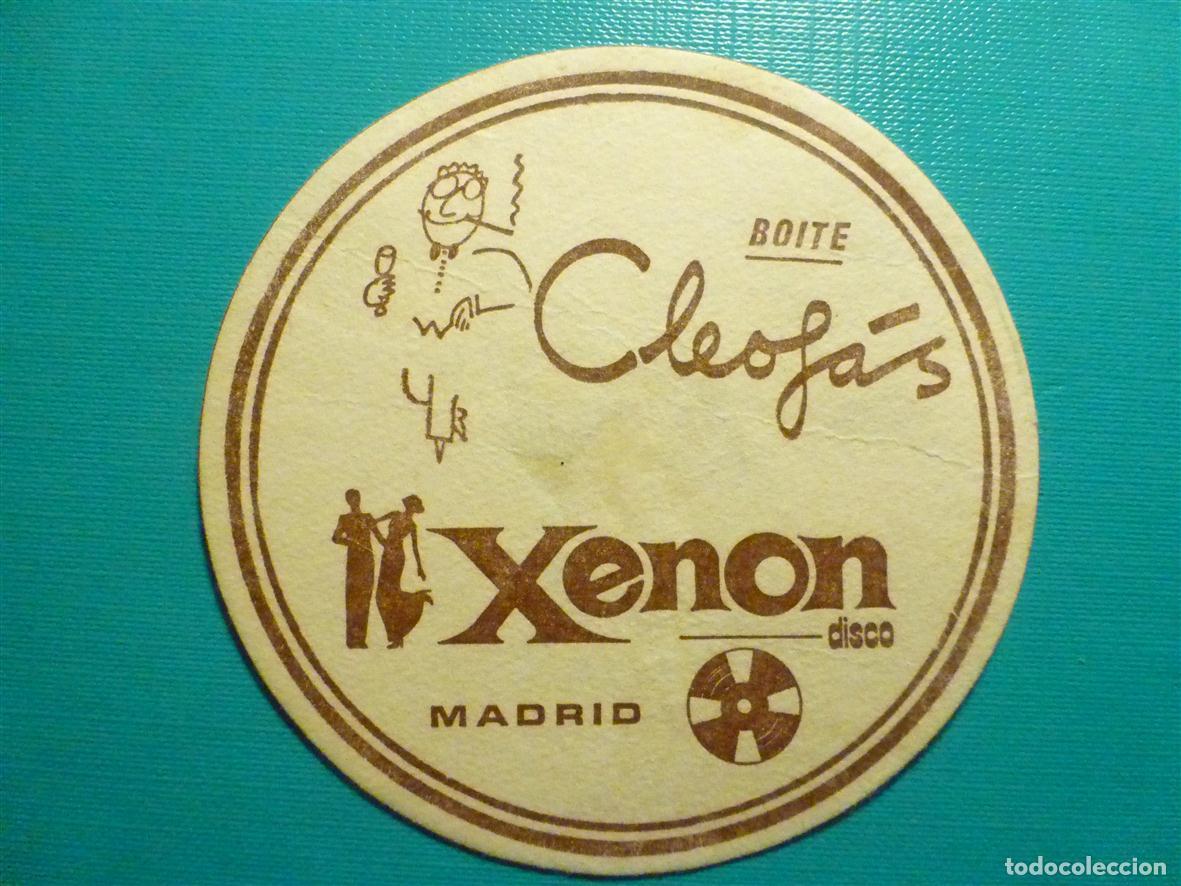 BOITE
Cleofás
Xenon
disco
MADRID
todocoleccion